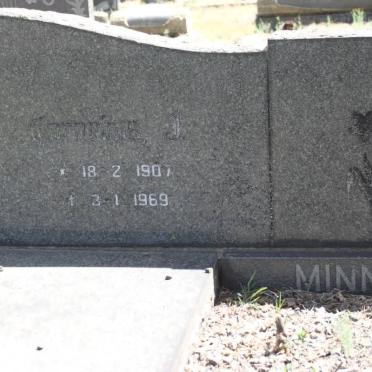 J.
* 18 2 1907
† 3-1 1969
MINN